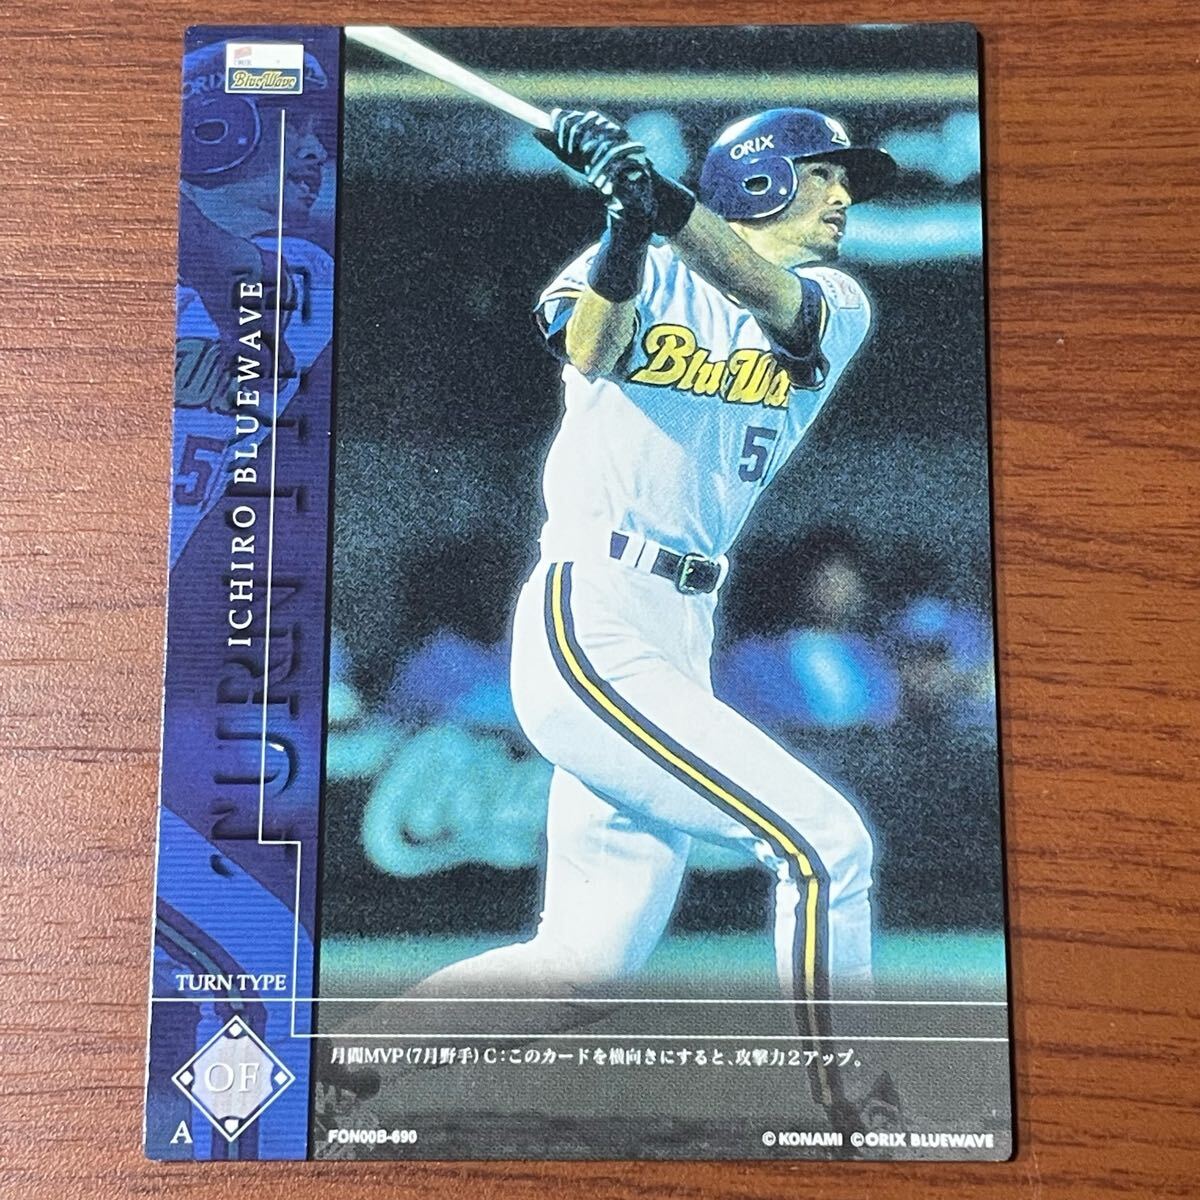 BlueWave
ORIX
ICHIRO BLUEWAVE
TURN TYPE
ORIX
BlueWa
5
5
TURN TYPE
OF
A
月間MVP(7月野手) C:このカードを横向きにすると、攻撃力2アップ。
FON00B-690
©KONAMI ©ORIX BLUEWAVE